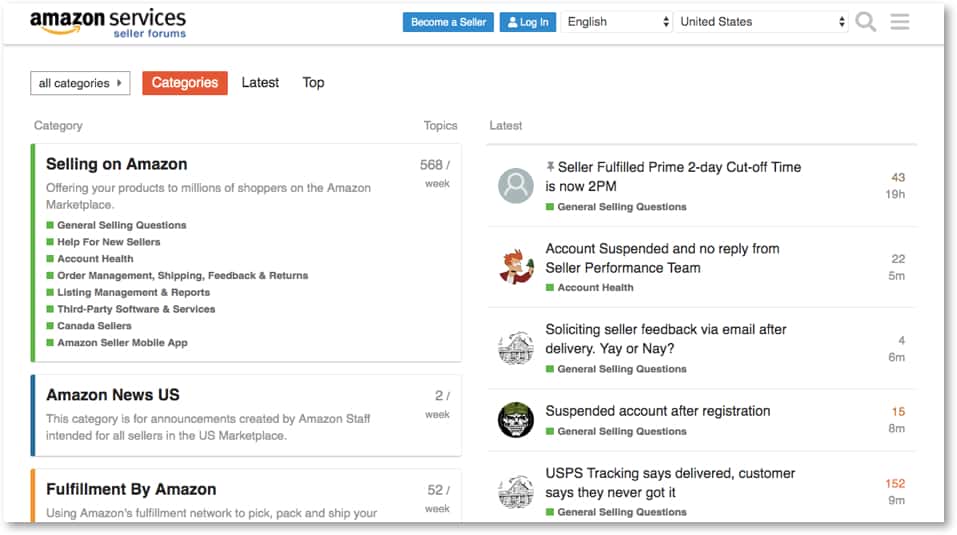 amazon services
seller forums
Become a Seller
Log In
English
United States
all categories
Categories
Latest
Top
Category
Topics
Selling on Amazon
568 /
week
Offering your products to millions of shoppers on the Amazon
Marketplace.
General Selling Questions
Help For New Sellers
Account Health
Order Management, Shipping, Feedback & Returns
Listing Management & Reports
Third-Party Software & Services
Canada Sellers
Amazon Seller Mobile App
Amazon News US
2 /
week
This category is for announcements created by Amazon Staff
intended for all sellers in the US Marketplace.
Fulfillment By Amazon
52 /
week
Using Amazon's fulfillment network to pick, pack and ship your
Latest
Seller Fulfilled Prime 2-day Cut-off Time
is now 2PM
General Selling Questions
43
19h
Account Suspended and no reply from
Seller Performance Team
Account Health
22
5m
Soliciting seller feedback via email after
delivery. Yay or Nay?
General Selling Questions
4
6m
Suspended account after registration
General Selling Questions
15
8m
USPS Tracking says delivered, customer
says they never got it
General Selling Questions
152
9m